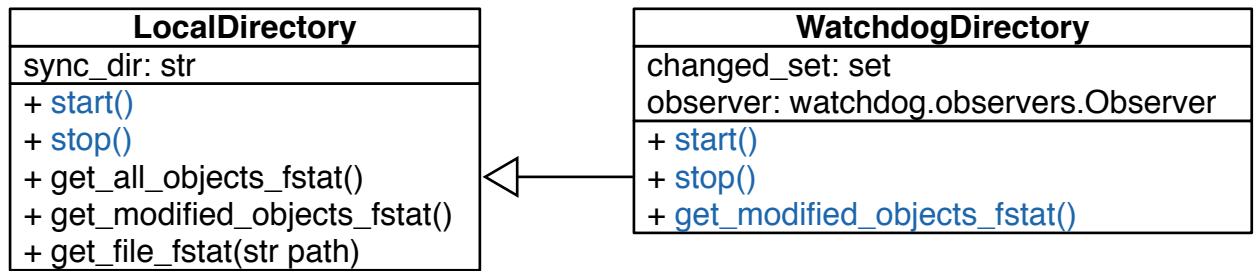 LocalDirectory
sync_dir: str
+ start()
+ stop()
+ get_all_objects_fstat()
+ get_modified_objects_fstat()
+ get_file_fstat(str path)
WatchdogDirectory
changed_set: set
observer: watchdog.observers.Observer
+ start()
+ stop()
+ get_modified_objects_fstat()